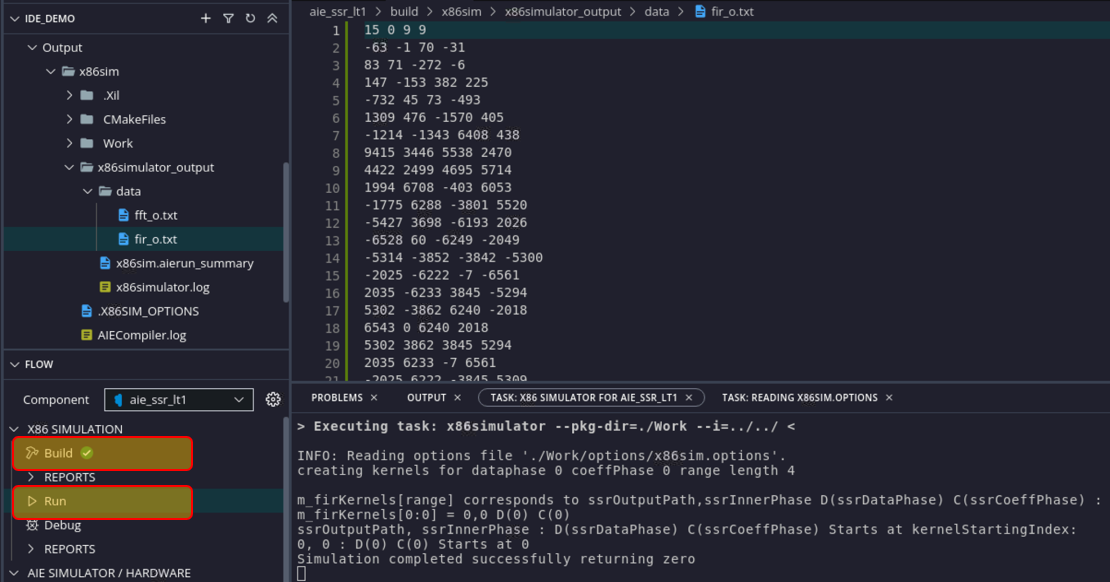 IDE_DEMO
Output
x86sim
.Xil
CMakeFiles
Work
x86simulator_output
data
fft_o.txt
fir_o.txt
x86sim.aierun_summary
x86simulator.log
.X86SIM_OPTIONS
AIECompiler.log
FLOW
Component aie_ssr_lt1
X86 SIMULATION
Build
REPORTS
Run
Debug
REPORTS
AIE SIMULATOR / HARDWARE
aie_ssr_lt1 > build > x86sim > x86simulator_output > data > fir_o.txt
1 15 0 9 9
2 -63 -1 70 -31
3 83 71 -272 -6
4 147 -153 382 225
5 -732 45 73 -493
6 1309 476 -1570 405
7 -1214 -1343 6408 438
8 9415 3446 5538 2470
9 4422 2499 4695 5714
10 1994 6708 -403 6053
11 -1775 6288 -3801 5520
12 -5427 3698 -6193 2026
13 -6528 60 -6249 -2049
14 -5314 -3852 -3842 -5300
15 -2025 -6222 -7 -6561
16 2035 -6233 3845 -5294
17 5302 -3862 6240 -2018
18 6543 0 6240 2018
19 5302 3862 3845 5294
20 2035 6233 -7 6561
21 -2025 6222 -3845 5309
PROBLEMS × OUTPUT × TASK: X86 SIMULATOR FOR AIE_SSR_LT1 × TASK: READING X86SIM.OPTIONS ×
> Executing task: x86simulator --pkg-dir=./Work --i=../../ <
INFO: Reading options file './Work/options/x86sim.options'.
creating kernels for dataphase 0 coeffPhase 0 range length 4
m_firKernels[range] corresponds to ssrOutputPath,ssrInnerPhase D(ssrDataPhase) C(ssrCoeffPhase) :
m_firKernels[0:0] = 0,0 D(0) C(0)
ssrOutputPath, ssrInnerPhase : D(ssrDataPhase) C(ssrCoeffPhase) Starts at kernelStartingIndex:
0, 0 : D(0) C(0) Starts at 0
Simulation completed successfully returning zero